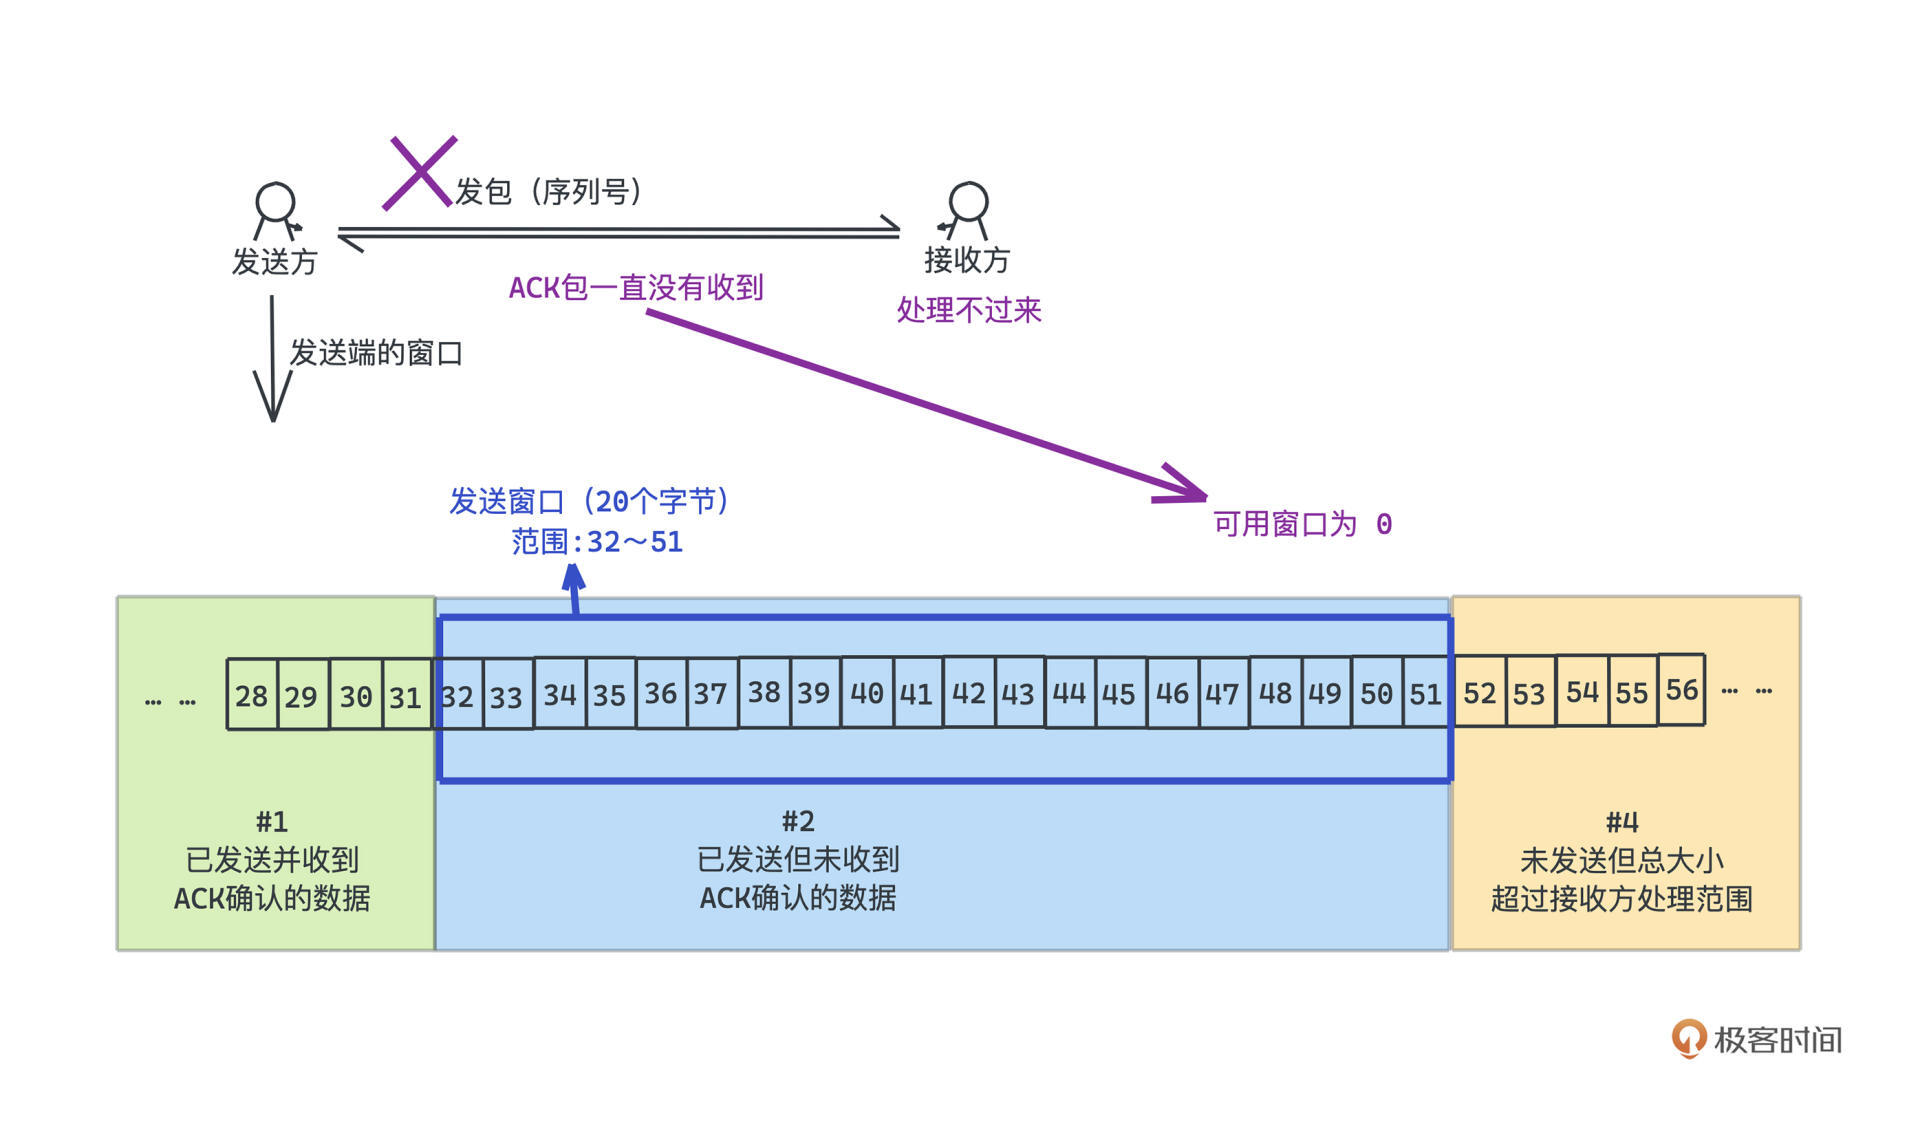 发包（序列号）
发送方
接收方
ACK包一直没有收到
处理不过来
发送端的窗口
发送窗口（20个字节）
范围:32～51
可用窗口为 0
… … 28 29 30 31 32 33 34 35 36 37 38 39 40 41 42 43 44 45 46 47 48 49 50 51 52 53 54 55 56 … …
#1
已发送并收到
ACK确认的数据
#2
已发送但未收到
ACK确认的数据
#4
未发送但总大小
超过接收方处理范围
极客时间